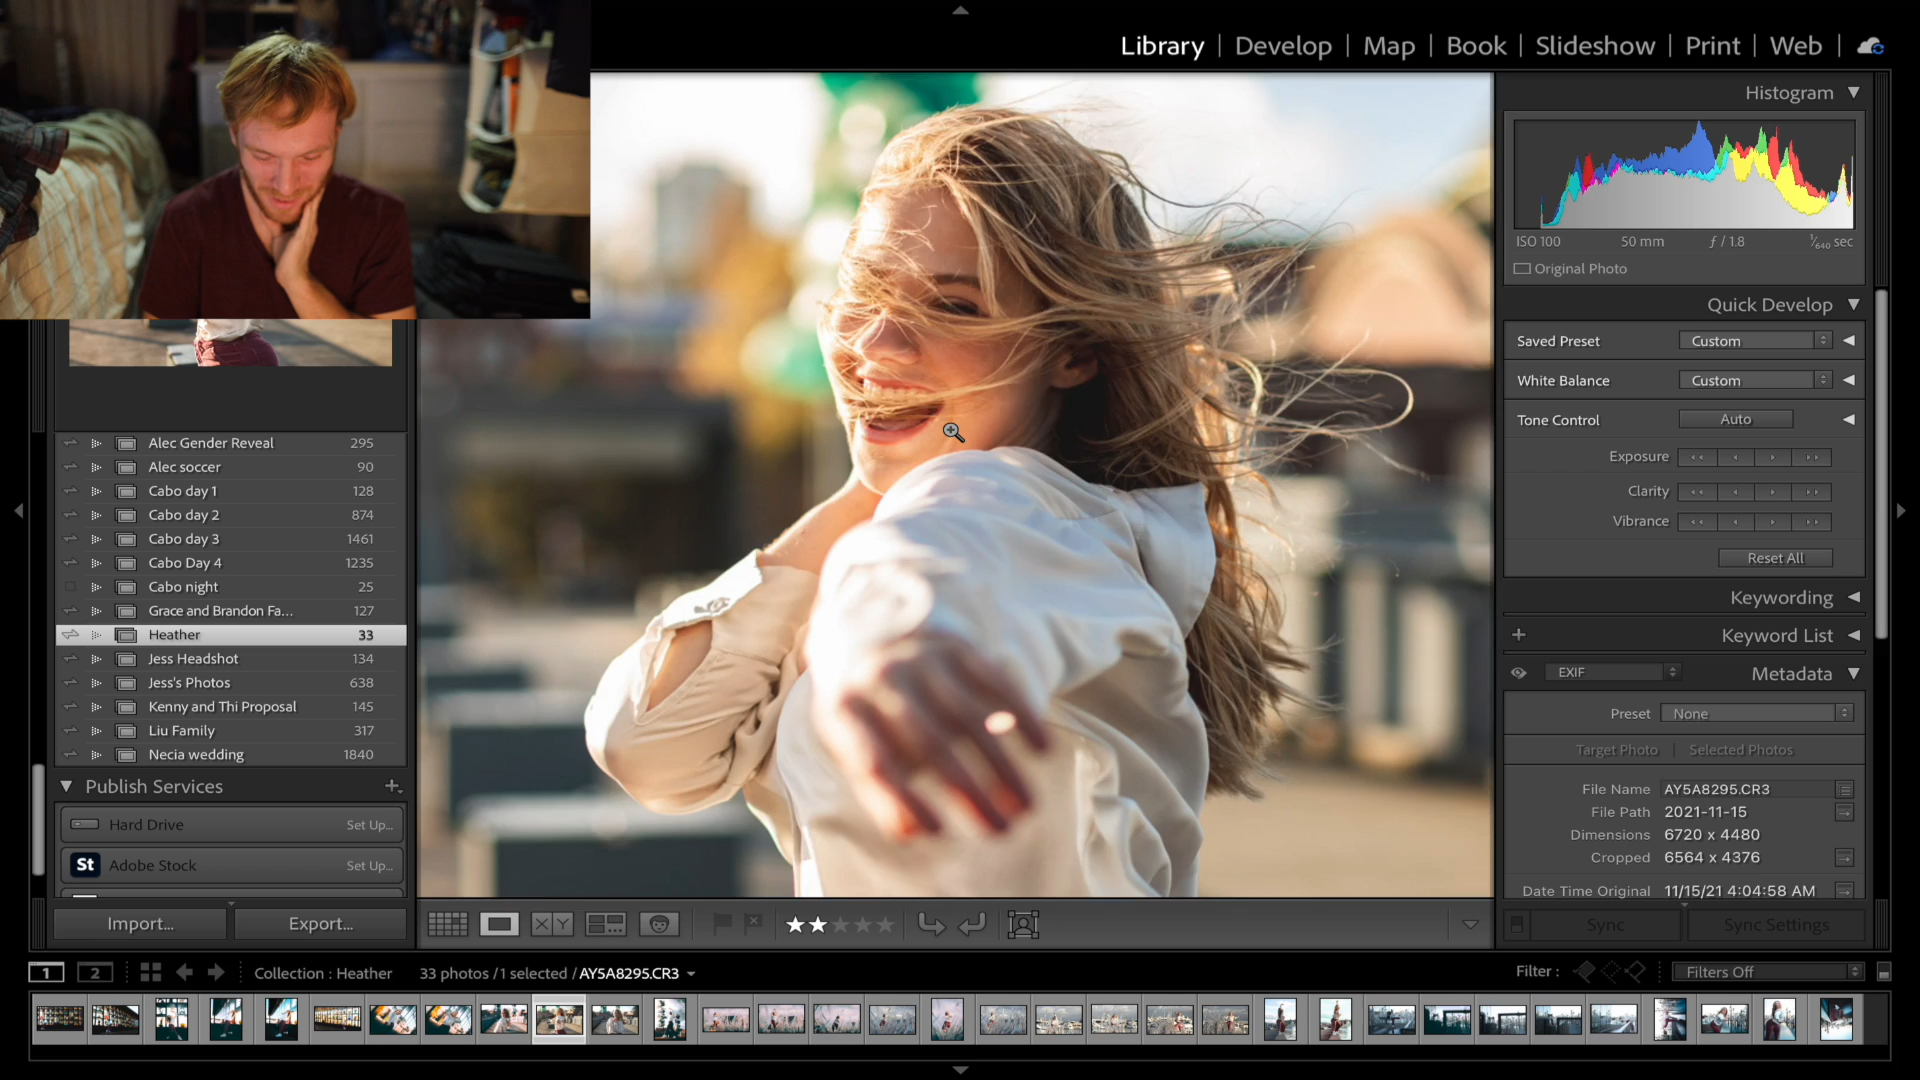 Library | Develop | Map | Book | Slideshow | Print | Web |
Histogram
ISO 100 50 mm ƒ / 1.8 1/640 sec
Original Photo
Quick Develop
Saved Preset Custom
White Balance Custom
Tone Control Auto
Exposure
Clarity
Vibrance
Reset All
Keywording
Keyword List
EXIF Metadata
Preset None
Target Photo Selected Photos
File Name AY5A8295.CR3
File Path 2021-11-15
Dimensions 6720 x 4480
Cropped 6564 x 4376
Date Time Original 11/15/21 4:04:58 AM
Sync Sync Settings
Alec Gender Reveal 295
Alec soccer 90
Cabo day 1 128
Cabo day 2 874
Cabo day 3 1461
Cabo Day 4 1235
Cabo night 25
Grace and Brandon Fa... 127
Heather 33
Jess Headshot 134
Jess's Photos 638
Kenny and Thi Proposal 145
Liu Family 317
Necia wedding 1840
Publish Services
Hard Drive Set Up...
St Adobe Stock Set Up...
Import... Export...
X Y
1 2 Collection : Heather 33 photos / 1 selected / AY5A8295.CR3
Filter : Filters Off